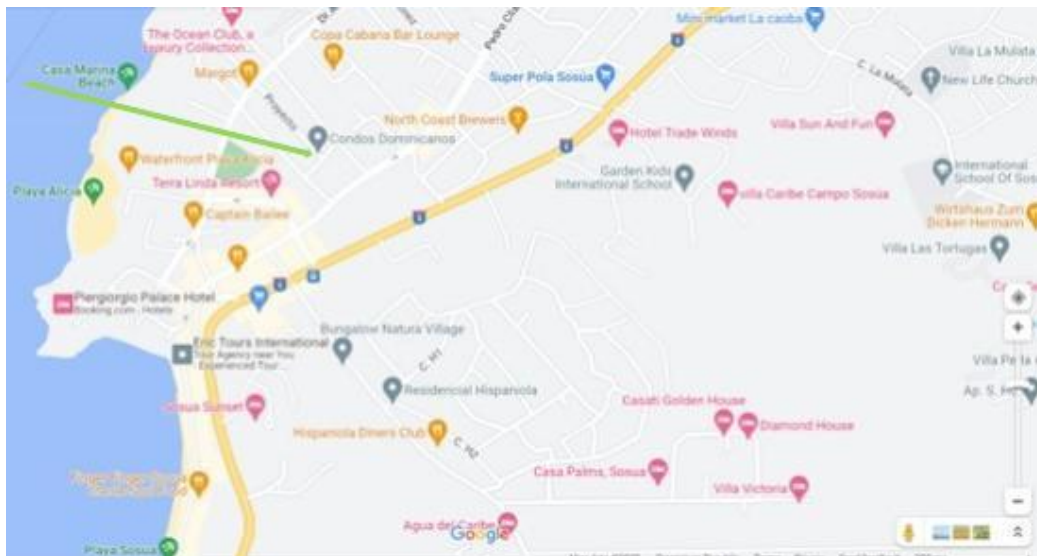 The Ocean Club, a
Luxury Collection...
Copa Cabana Bar Lounge
Mini market La caoba
Villa La Mulata
Casa Marina
Beach
Margot
Super Pola Sosúa
C. La Mulata
New Life Church
Proyecto
North Coast Brewers
Condos Dominicanos
Hotel Trade Winds
Villa Sun And Fun
Waterfront Playa Alicia
Playa Alicia
Terra Linda Resort
Garden Kids
International School
International
School Of Sos
villa Caribe Campo Sosúa
Captain Bailee
Wirtshaus Zum
Dicken Hermann
Villa Las Tortugas
Piergiorgio Palace Hotel
Booking.com · Hotels
Eric Tours International
Tour Agency near You
Experienced Tour...
Bungalow Natura Village
C. H1
Residencial Hispaniola
Sosua Sunset
Casati Golden House
Diamond House
Hispaniola Diners Club
C. H2
Casa Palms, Sosua
Villa Victoria
Agua del Caribe
Google
Playa Sosua